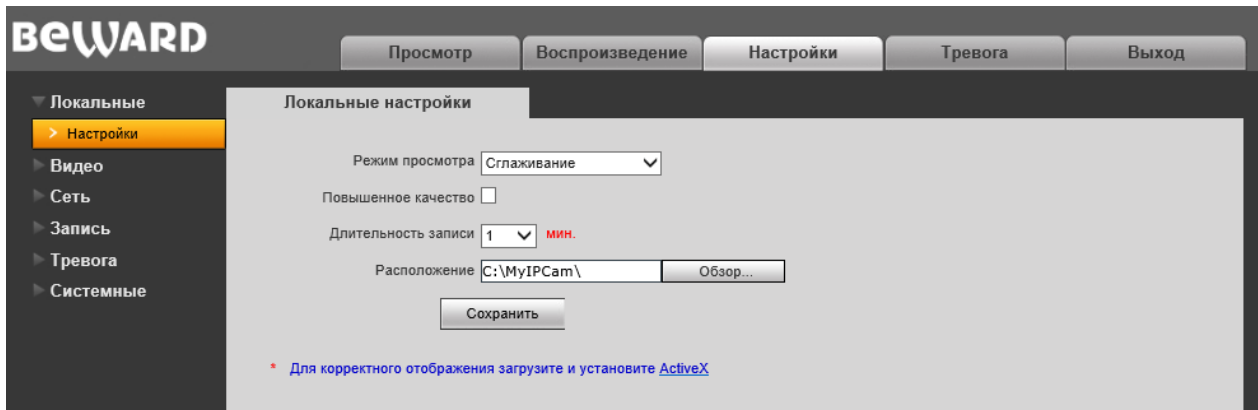 BEWARD
Просмотр Воспроизведение Настройки Тревога Выход
Локальные
Настройки
Видео
Сеть
Запись
Тревога
Системные
Локальные настройки
Режим просмотра Сглаживание
Повышенное качество
Длительность записи 1 мин.
Расположение C:\MyIPCam\ Обзор...
Сохранить
* Для корректного отображения загрузите и установите ActiveX